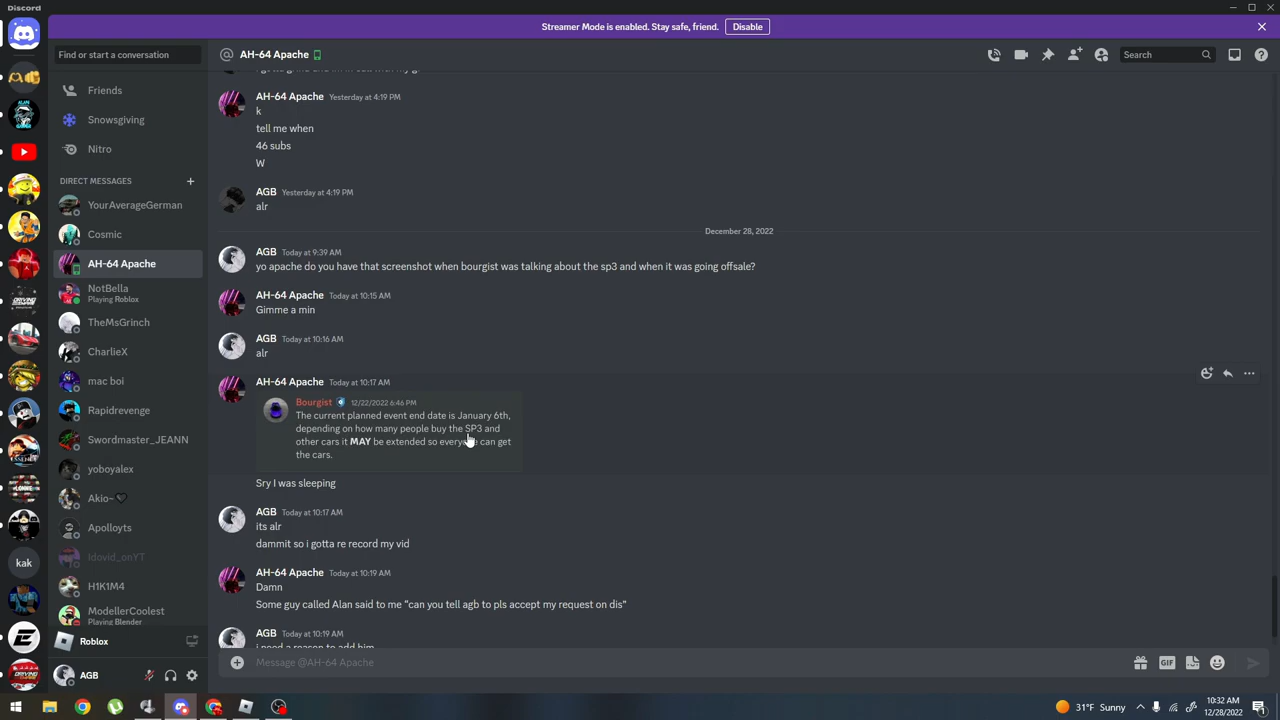 Discord
Streamer Mode is enabled. Stay safe, friend.
Disable
Find or start a conversation
AH-64 Apache
Search
Friends
Snowsgiving
Nitro
DIRECT MESSAGES
YourAverageGerman
Cosmic
AH-64 Apache
NotBella
Playing Roblox
TheMsGrinch
CharlieX
mac boi
Rapidrevenge
Swordmaster_JEANN
yoboyalex
Akio~
Apolloyts
Idavid_onYT
H1K1M4
ModellerCoolest
Playing Blender
kak
Roblox
AGB
AH-64 Apache Yesterday at 4:19 PM
k
tell me when
46 subs
W
AGB Yesterday at 4:19 PM
alr
December 28, 2022
AGB Today at 9:39 AM
yo apache do you have that screenshot when bourgist was talking about the sp3 and when it was going offsale?
AH-64 Apache Today at 10:15 AM
Gimme a min
AGB Today at 10:16 AM
alr
AH-64 Apache Today at 10:17 AM
Bourgist 12/22/2022 6:46 PM
The current planned event end date is January 6th,
depending on how many people buy the SP3 and
other cars it MAY be extended so everyone can get
the cars.
Sry I was sleeping
AGB Today at 10:17 AM
its alr
dammit so i gotta re record my vid
AH-64 Apache Today at 10:19 AM
Damn
Some guy called Alan said to me "can you tell agb to pls accept my request on dis"
AGB Today at 10:19 AM
i need a reason to add him
Message @AH-64 Apache
GIF
31°F Sunny
10:32 AM
12/28/2022